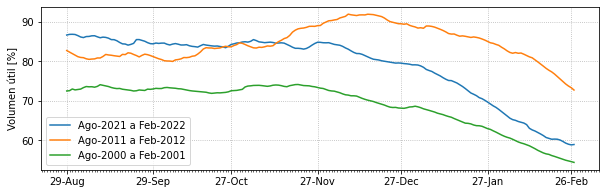 Volumen útil [%]
90
80
70
60
Ago-2021 a Feb-2022
Ago-2011 a Feb-2012
Ago-2000 a Feb-2001
29-Aug 29-Sep 27-Oct 27-Nov 27-Dec 27-Jan 26-Feb